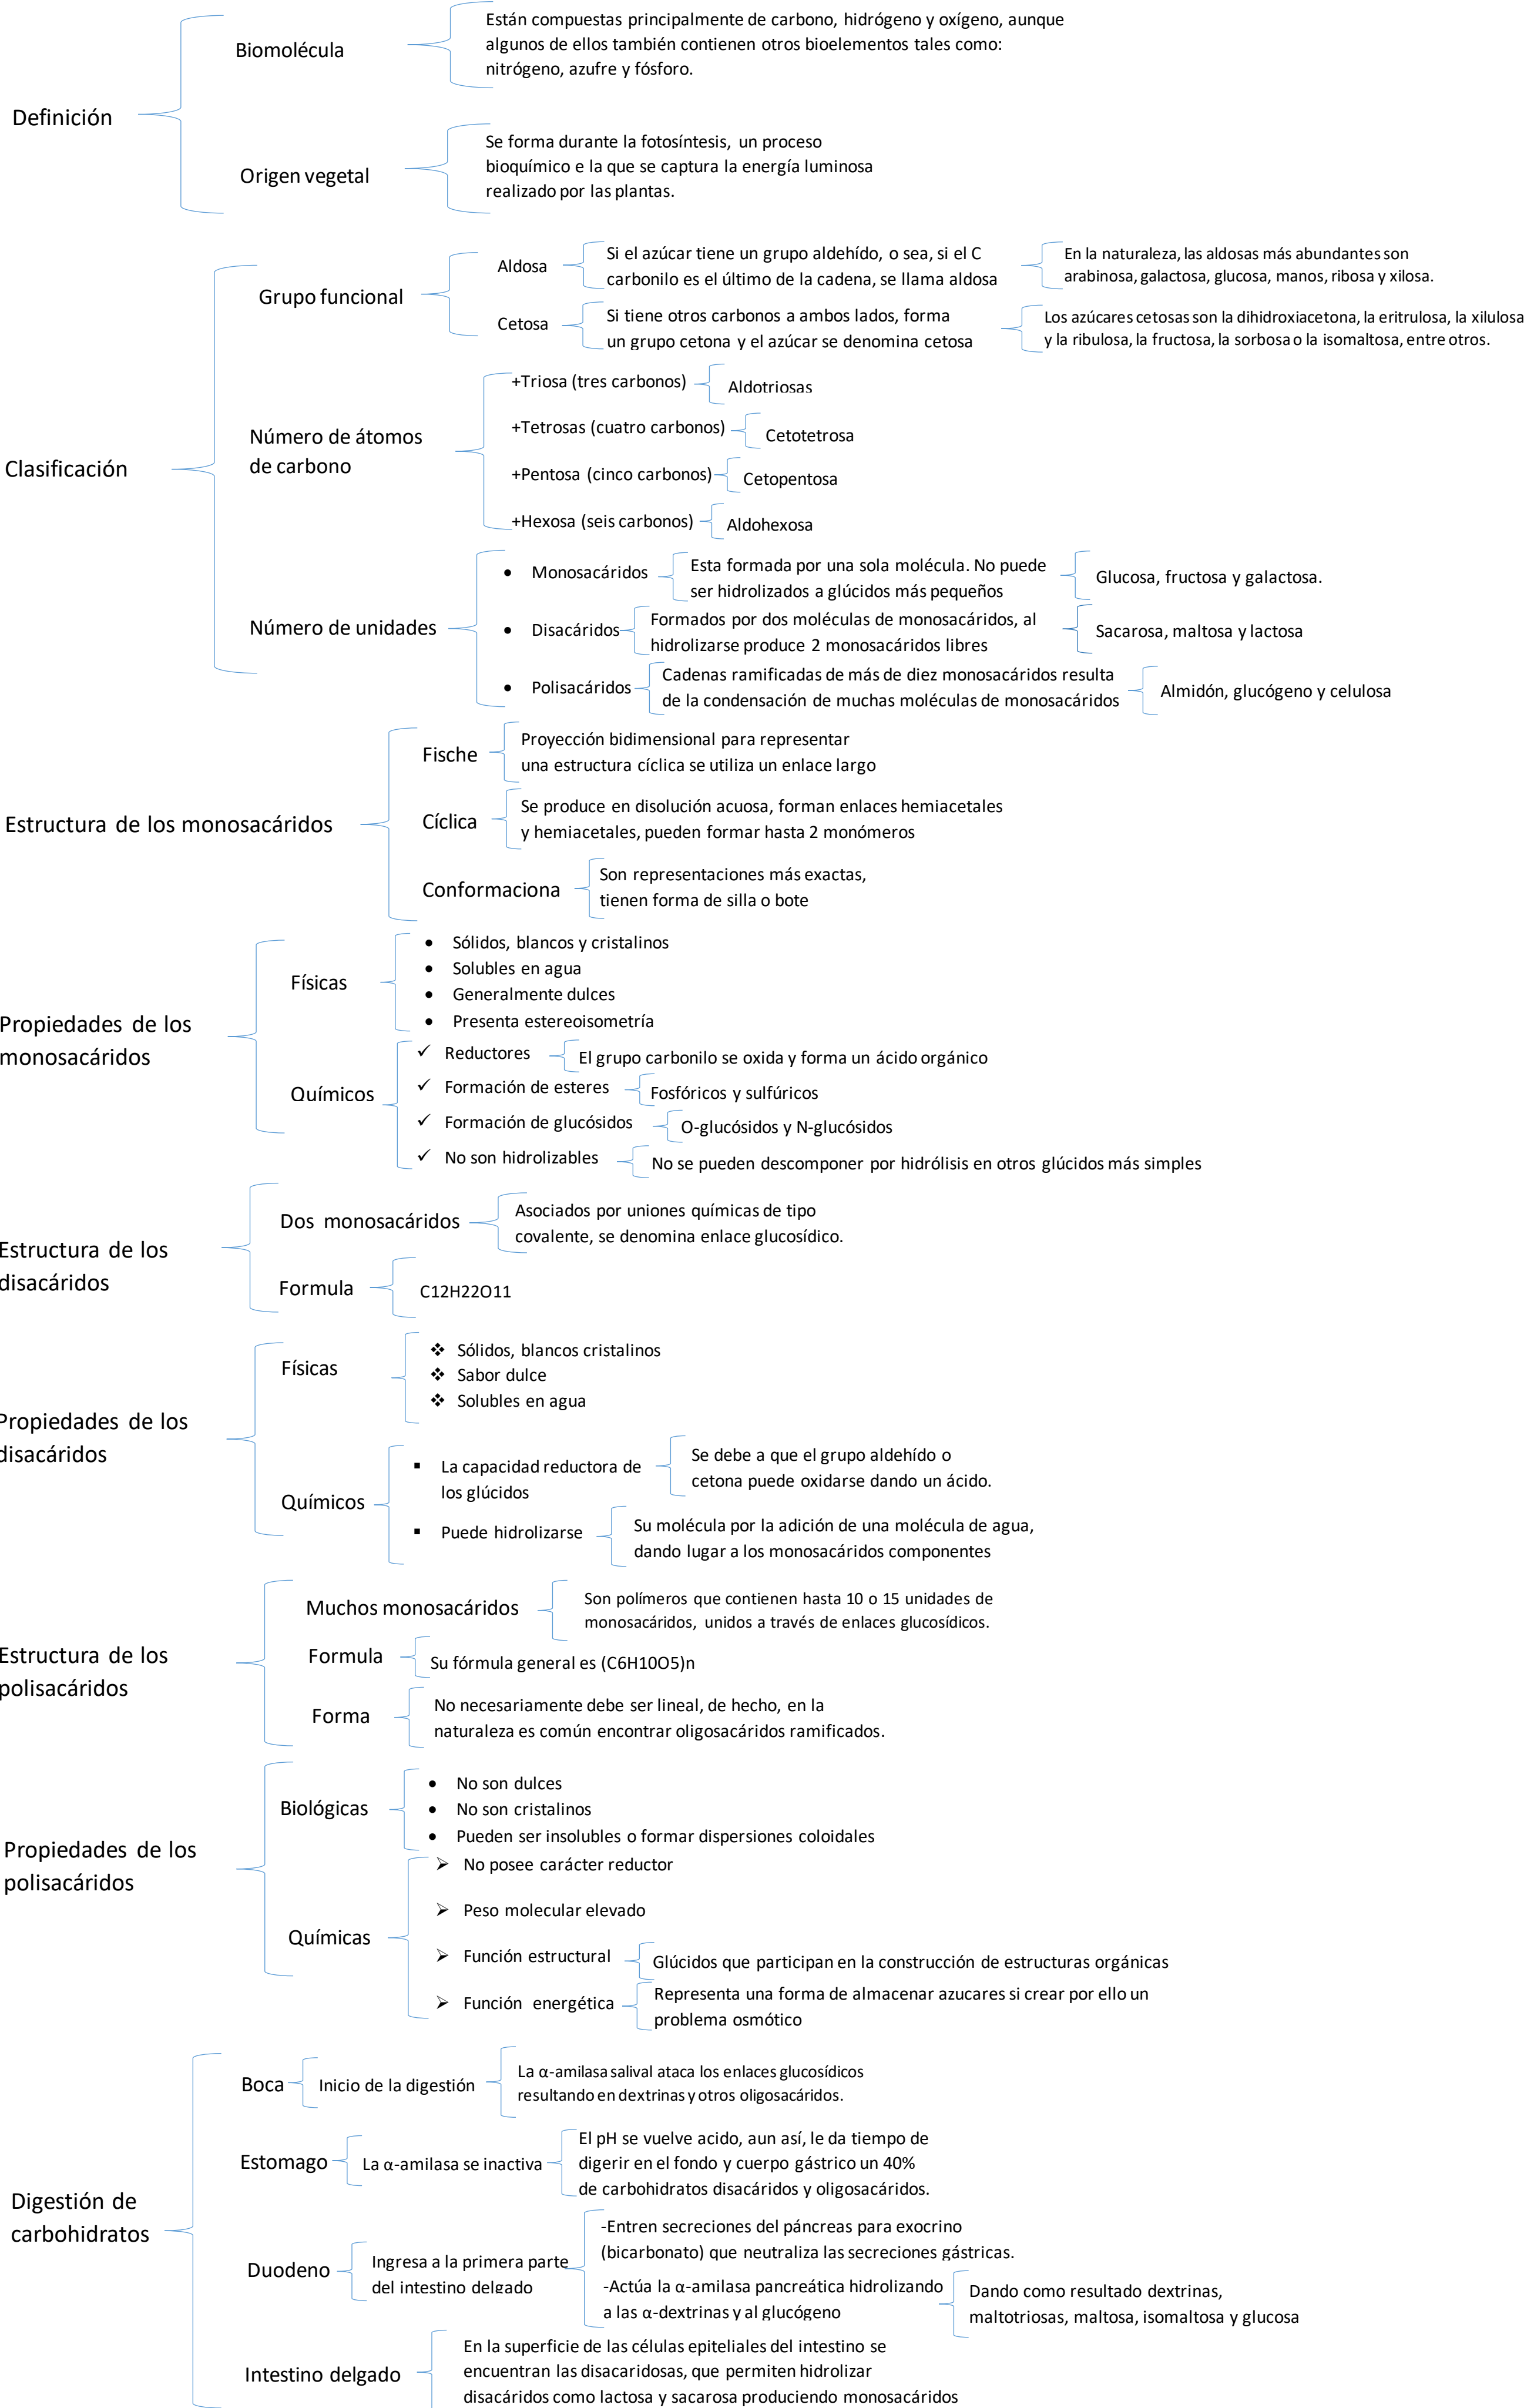 Definición
Biomolécula
Están compuestas principalmente de carbono, hidrógeno y oxígeno, aunque
algunos de ellos también contienen otros bioelementos tales como:
nitrógeno, azufre y fósforo.
Origen vegetal
Se forma durante la fotosíntesis, un proceso
bioquímico e la que se captura la energía luminosa
realizado por las plantas.
Clasificación
Grupo funcional
Aldosa
Si el azúcar tiene un grupo aldehído, o sea, si el C
carbonilo es el último de la cadena, se llama aldosa
En la naturaleza, las aldosas más abundantes son
arabinosa, galactosa, glucosa, manos, ribosa y xilosa.
Cetosa
Si tiene otros carbonos a ambos lados, forma
un grupo cetona y el azúcar se denomina cetosa
Los azúcares cetosas son la dihidroxiacetona, la eritrulosa, la xilulosa
y la ribulosa, la fructosa, la sorbosa o la isomaltosa, entre otros.
Número de átomos
de carbono
+Triosa (tres carbonos)
Aldotriosas
+Tetrosas (cuatro carbonos)
Cetotetrosa
+Pentosa (cinco carbonos)
Cetopentosa
+Hexosa (seis carbonos)
Aldohexosa
Número de unidades
• Monosacáridos
Esta formada por una sola molécula. No puede
ser hidrolizados a glúcidos más pequeños
Glucosa, fructosa y galactosa.
• Disacáridos
Formados por dos moléculas de monosacáridos, al
hidrolizarse produce 2 monosacáridos libres
Sacarosa, maltosa y lactosa
• Polisacáridos
Cadenas ramificadas de más de diez monosacáridos resulta
de la condensación de muchas moléculas de monosacáridos
Almidón, glucógeno y celulosa
Estructura de los monosacáridos
Fische
Proyección bidimensional para representar
una estructura cíclica se utiliza un enlace largo
Cíclica
Se produce en disolución acuosa, forman enlaces hemiacetales
y hemiacetales, pueden formar hasta 2 monómeros
Conformaciona
Son representaciones más exactas,
tienen forma de silla o bote
Propiedades de los
monosacáridos
Físicas
• Sólidos, blancos y cristalinos
• Solubles en agua
• Generalmente dulces
• Presenta estereoisometría
Químicos
✓ Reductores
El grupo carbonilo se oxida y forma un ácido orgánico
✓ Formación de esteres
Fosfóricos y sulfúricos
✓ Formación de glucósidos
O-glucósidos y N-glucósidos
✓ No son hidrolizables
No se pueden descomponer por hidrólisis en otros glúcidos más simples
Estructura de los
disacáridos
Dos monosacáridos
Asociados por uniones químicas de tipo
covalente, se denomina enlace glucosídico.
Formula
C12H22O11
Propiedades de los
disacáridos
Físicas
❖ Sólidos, blancos cristalinos
❖ Sabor dulce
❖ Solubles en agua
Químicos
▪ La capacidad reductora de
los glúcidos
Se debe a que el grupo aldehído o
cetona puede oxidarse dando un ácido.
▪ Puede hidrolizarse
Su molécula por la adición de una molécula de agua,
dando lugar a los monosacáridos componentes
Estructura de los
polisacáridos
Muchos monosacáridos
Son polímeros que contienen hasta 10 o 15 unidades de
monosacáridos, unidos a través de enlaces glucosídicos.
Formula
Su fórmula general es (C6H10O5)n
Forma
No necesariamente debe ser lineal, de hecho, en la
naturaleza es común encontrar oligosacáridos ramificados.
Propiedades de los
polisacáridos
Biológicas
• No son dulces
• No son cristalinos
• Pueden ser insolubles o formar dispersiones coloidales
Químicas
➢ No posee carácter reductor
➢ Peso molecular elevado
➢ Función estructural
Glúcidos que participan en la construcción de estructuras orgánicas
➢ Función energética
Representa una forma de almacenar azucares si crear por ello un
problema osmótico
Digestión de
carbohidratos
Boca
Inicio de la digestión
La α-amilasa salival ataca los enlaces glucosídicos
resultando en dextrinas y otros oligosacáridos.
Estomago
La α-amilasa se inactiva
El pH se vuelve acido, aun así, le da tiempo de
digerir en el fondo y cuerpo gástrico un 40%
de carbohidratos disacáridos y oligosacáridos.
Duodeno
Ingresa a la primera parte
del intestino delgado
-Entren secreciones del páncreas para exocrino
(bicarbonato) que neutraliza las secreciones gástricas.
-Actúa la α-amilasa pancreática hidrolizando
a las α-dextrinas y al glucógeno
Dando como resultado dextrinas,
maltotriosas, maltosa, isomaltosa y glucosa
Intestino delgado
En la superficie de las células epiteliales del intestino se
encuentran las disacaridosas, que permiten hidrolizar
disacáridos como lactosa y sacarosa produciendo monosacáridos